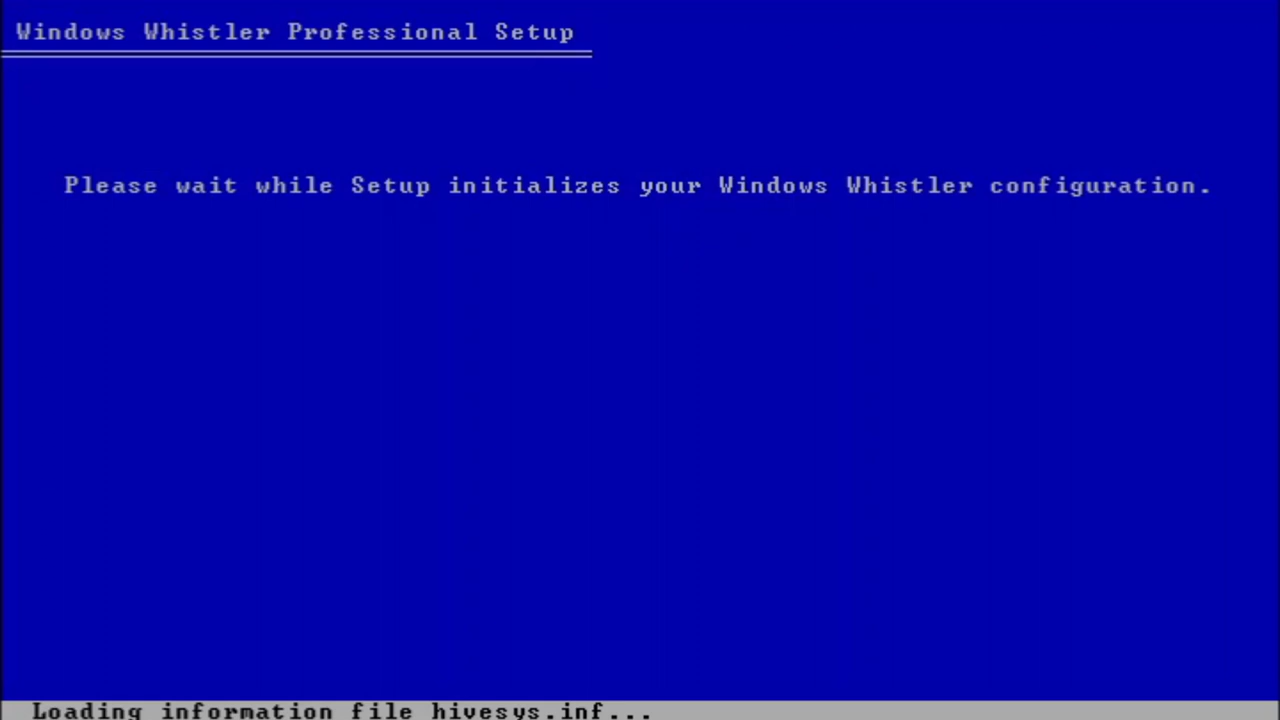 Windows Whistler Professional Setup
Please wait while Setup initializes your Windows Whistler configuration.
Loading information file hivesys.inf...